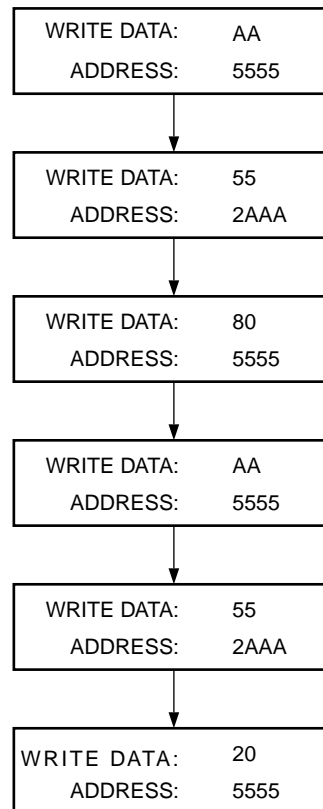 WRITE DATA: AA
ADDRESS: 5555
WRITE DATA: 55
ADDRESS: 2AAA
WRITE DATA: 80
ADDRESS: 5555
WRITE DATA: AA
ADDRESS: 5555
WRITE DATA: 55
ADDRESS: 2AAA
WRITE DATA: 20
ADDRESS: 5555